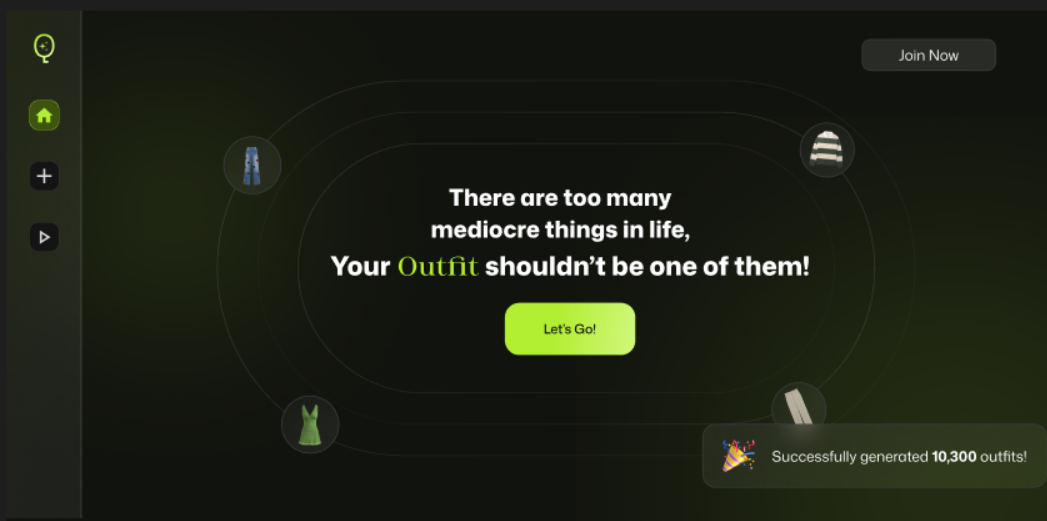 Join Now
There are too many
mediocre things in life,
Your Outfit shouldn’t be one of them!
Let's Go!
Successfully generated 10,300 outfits!